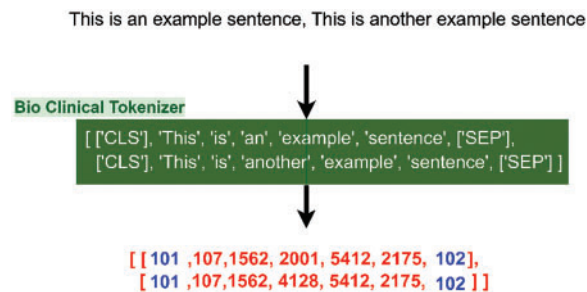 This is an example sentence, This is another example sentence
Bio Clinical Tokenizer
[ ['CLS'], 'This', 'is', 'an', 'example', 'sentence', ['SEP'],
['CLS'], 'This', 'is', 'another', 'example', 'sentence', ['SEP'] ]
[ [ 101 ,107,1562, 2001, 5412, 2175, 102],
[ 101 ,107,1562, 4128, 5412, 2175, 102 ] ]